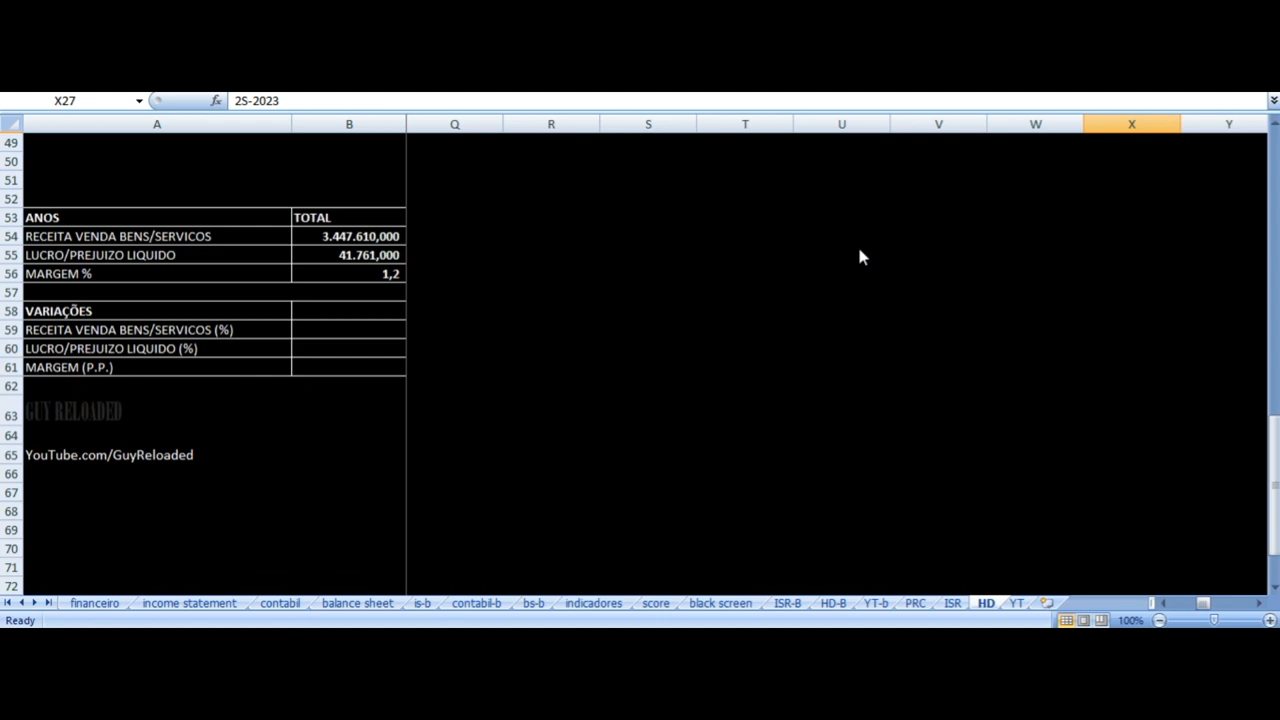 X27 fx 2S-2023
A B Q R S T U V W X Y
49
50
51
52
53 ANOS TOTAL
54 RECEITA VENDA BENS/SERVICOS 3.447.610,000
55 LUCRO/PREJUIZO LIQUIDO 41.761,000
56 MARGEM % 1,2
57
58 VARIAÇÕES
59 RECEITA VENDA BENS/SERVICOS (%)
60 LUCRO/PREJUIZO LIQUIDO (%)
61 MARGEM (P.P.)
62
63 GUY RELOADED
64
65 YouTube.com/GuyReloaded
66
67
68
69
70
71
72
financeiro income statement contabil balance sheet is-b contabil-b bs-b indicadores score black screen ISR-B HD-B YT-b PRC ISR HD YT
Ready 100%